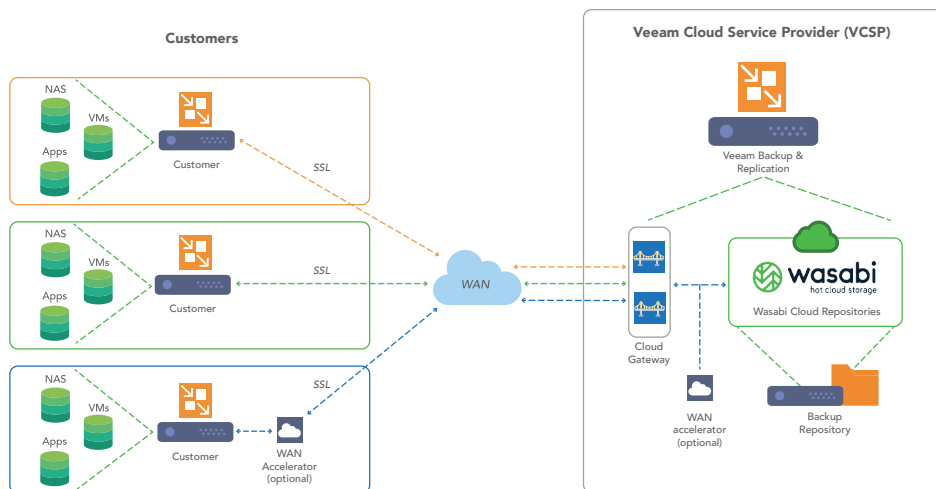 Customers
NAS
VMs
Apps
Customer
SSL
NAS
VMs
Apps
Customer
SSL
NAS
VMs
Apps
Customer
SSL
WAN
Accelerator
(optional)
WAN
Veeam Cloud Service Provider (VCSP)
Veeam Backup &
Replication
Cloud
Gateway
wasabi
hot cloud storage
Wasabi Cloud Repositories
WAN
accelerator
(optional)
Backup
Repository